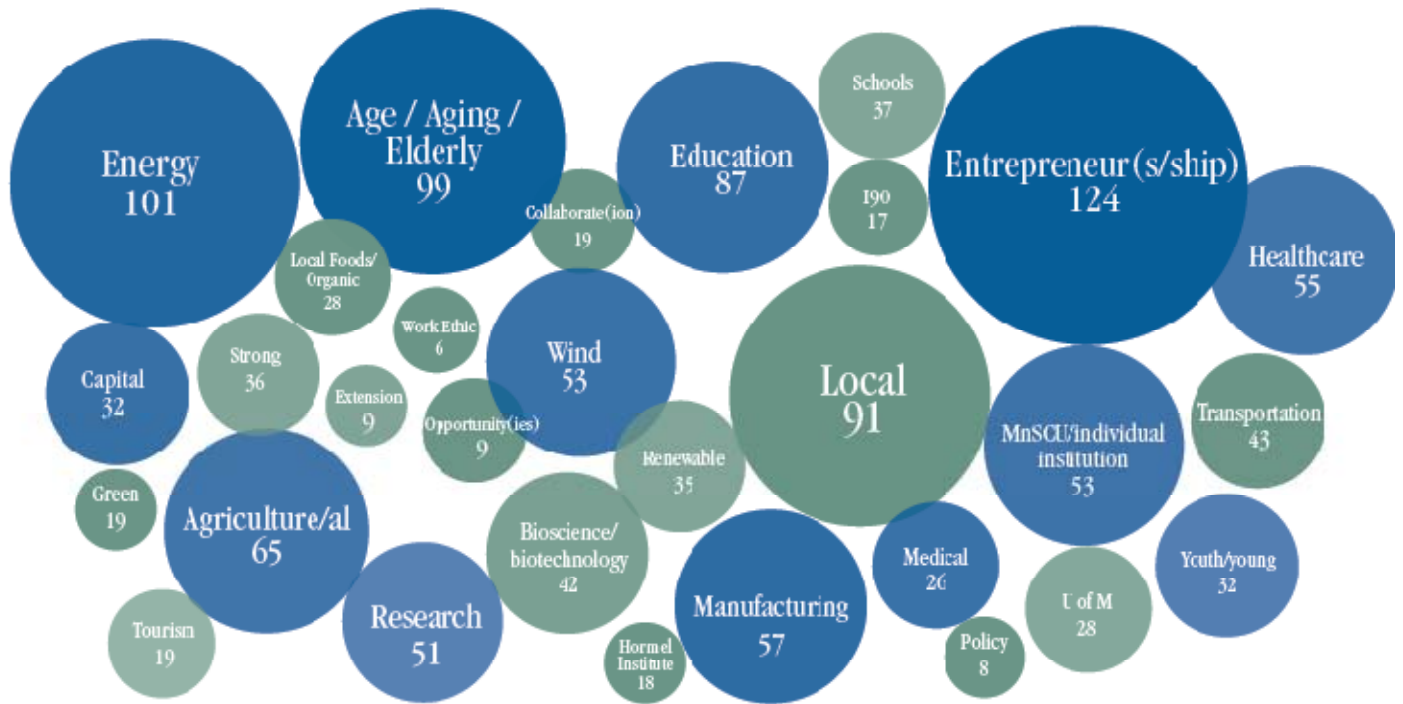 Energy
101
Age / Aging /
Elderly
99
Education
87
Schools
37
I90
17
Entrepreneur(s/ship)
124
Healthcare
55
Collaborate(ion)
19
Local Foods/
Organic
28
Work Ethic
6
Wind
53
Local
91
Capital
32
Strong
36
Extension
9
Opportunity(ies)
9
Renewable
35
MnSCU/individual
institution
53
Transportation
43
Green
19
Agriculture/al
65
Bioscience/
biotechnology
42
Research
51
Manufacturing
57
Medical
26
Youth/young
32
U of M
28
Tourism
19
Hormel
Institute
18
Policy
8